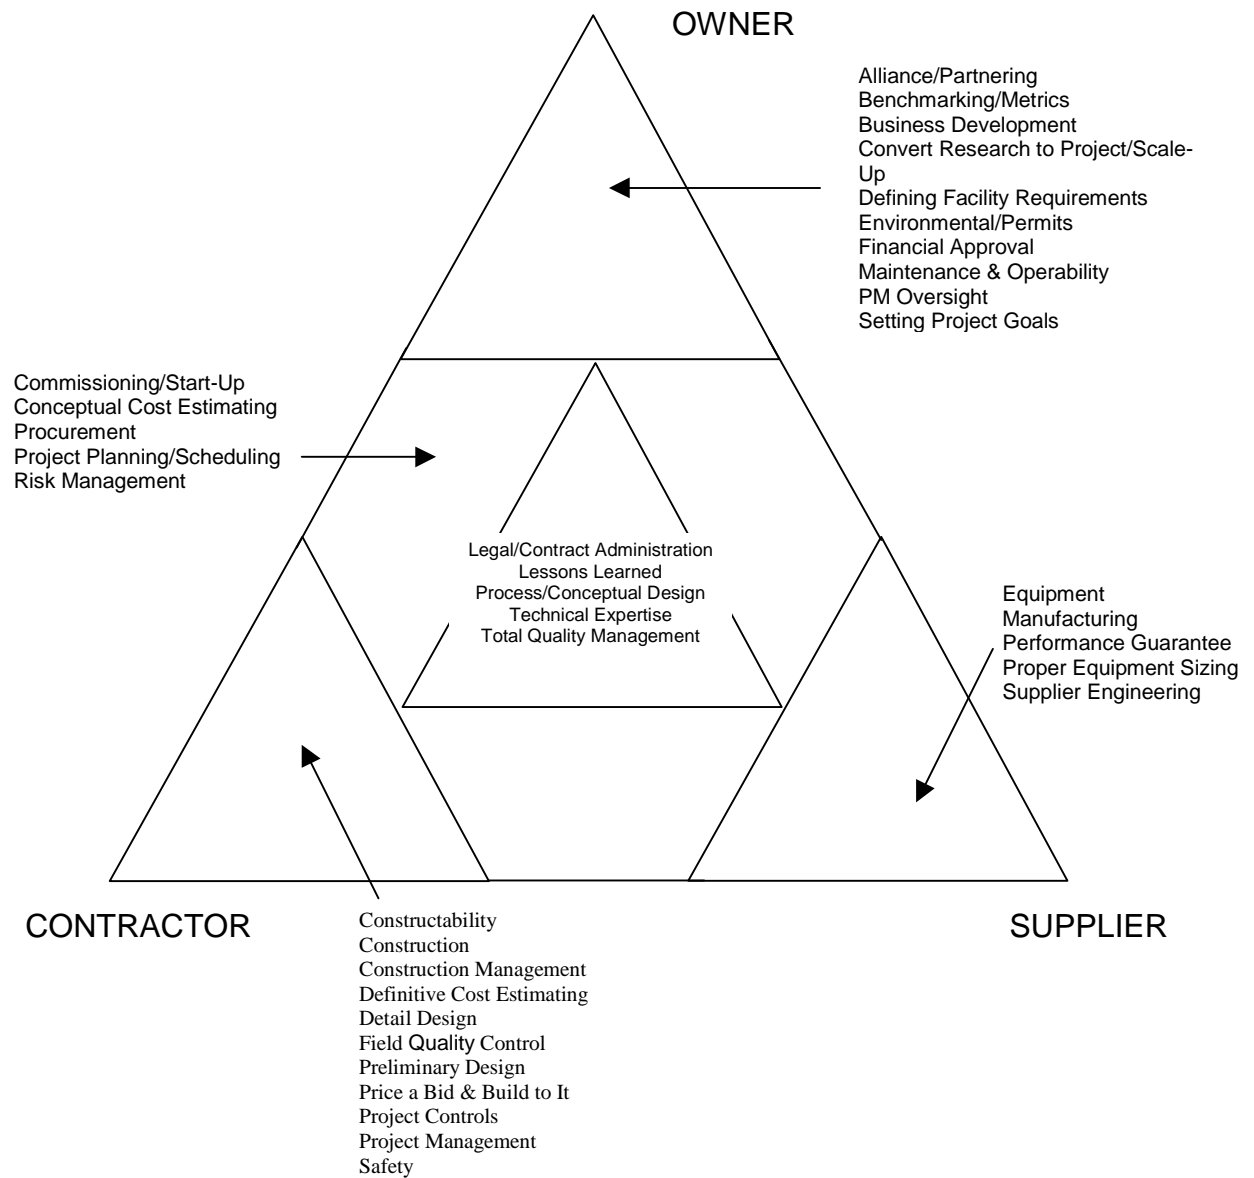 OWNER
Alliance/Partnering
Benchmarking/Metrics
Business Development
Convert Research to Project/Scale-
Up
Defining Facility Requirements
Environmental/Permits
Financial Approval
Maintenance & Operability
PM Oversight
Setting Project Goals
Commissioning/Start-Up
Conceptual Cost Estimating
Procurement
Project Planning/Scheduling
Risk Management
Legal/Contract Administration
Lessons Learned
Process/Conceptual Design
Technical Expertise
Total Quality Management
Equipment
Manufacturing
Performance Guarantee
Proper Equipment Sizing
Supplier Engineering
CONTRACTOR
SUPPLIER
Constructability
Construction
Construction Management
Definitive Cost Estimating
Detail Design
Field Quality Control
Preliminary Design
Price a Bid & Build to It
Project Controls
Project Management
Safety